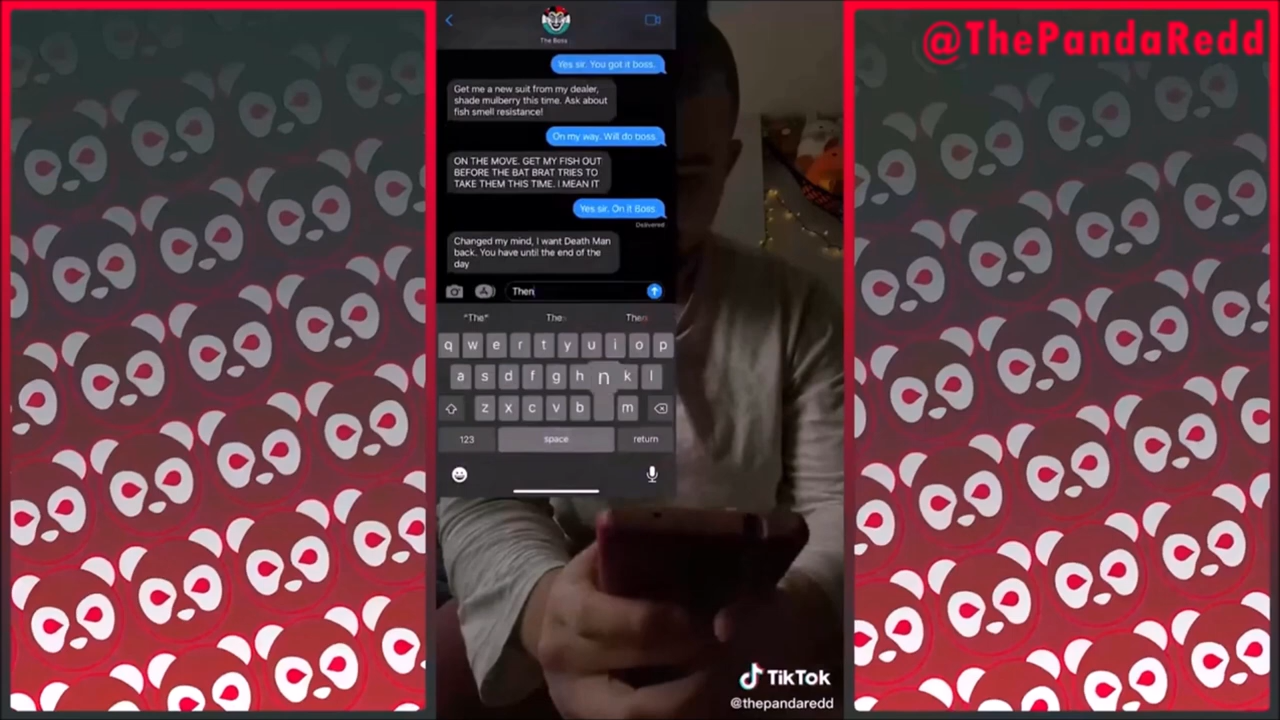 @ThePandaRedd
The Boss
Yes sir. You got it boss.
Get me a new suit from my dealer,
shade mulberry this time. Ask about
fish smell resistance!
On my way. Will do boss.
ON THE MOVE. GET MY FISH OUT
BEFORE THE BAT BRAT TRIES TO
TAKE THEM THIS TIME. I MEAN IT
Yes sir. On it Boss.
Delivered
Changed my mind, I want Death Man
back. You have until the end of the
day
Then
"The" Thes Then
q w e r t y u i o p
a s d f g h n k l
z x c v b m
123 space return
TikTok
@thepandaredd